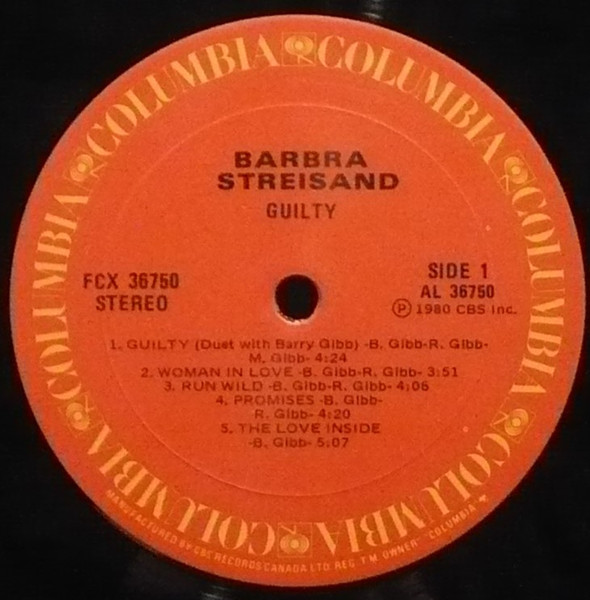 COLUMBIA COLUMBIA COLUMBIA COLUMBIA COLUMBIA COLUMBIA
BARBRA
STREISAND
GUILTY
FCX 36750
STEREO
SIDE 1
AL 36750
Ⓟ 1980 CBS Inc.
1. GUILTY (Duet with Barry Gibb) -B. Gibb-R. Gibb-
M. Gibb- 4:24
2. WOMAN IN LOVE -B. Gibb-R. Gibb- 3:51
3. RUN WILD -B. Gibb-R. Gibb- 4:06
4. PROMISES -B. Gibb-
R. Gibb- 4:20
5. THE LOVE INSIDE
-B. Gibb- 5:07
MANUFACTURED BY CBS RECORDS CANADA LTD. REG. T M OWNER "COLUMBIA"